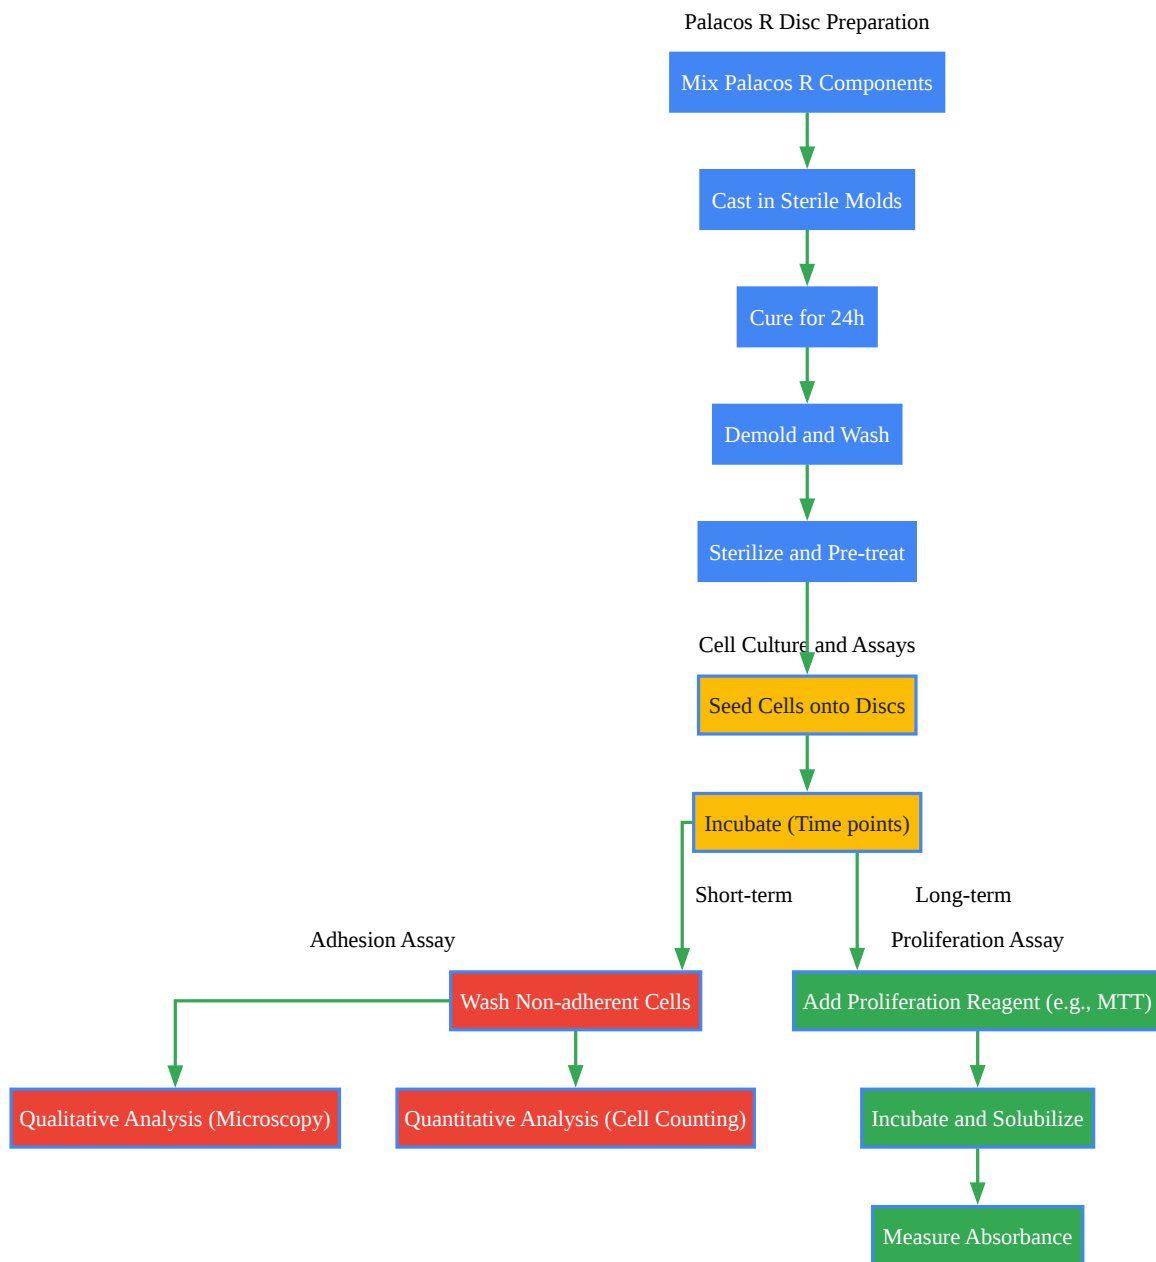 Palacos R Disc Preparation
Mix Palacos R Components
Cast in Sterile Molds
Cure for 24h
Demold and Wash
Sterilize and Pre-treat
Cell Culture and Assays
Seed Cells onto Discs
Incubate (Time points)
Short-term
Long-term
Adhesion Assay
Proliferation Assay
Wash Non-adherent Cells
Add Proliferation Reagent (e.g., MTT)
Qualitative Analysis (Microscopy)
Quantitative Analysis (Cell Counting)
Incubate and Solubilize
Measure Absorbance